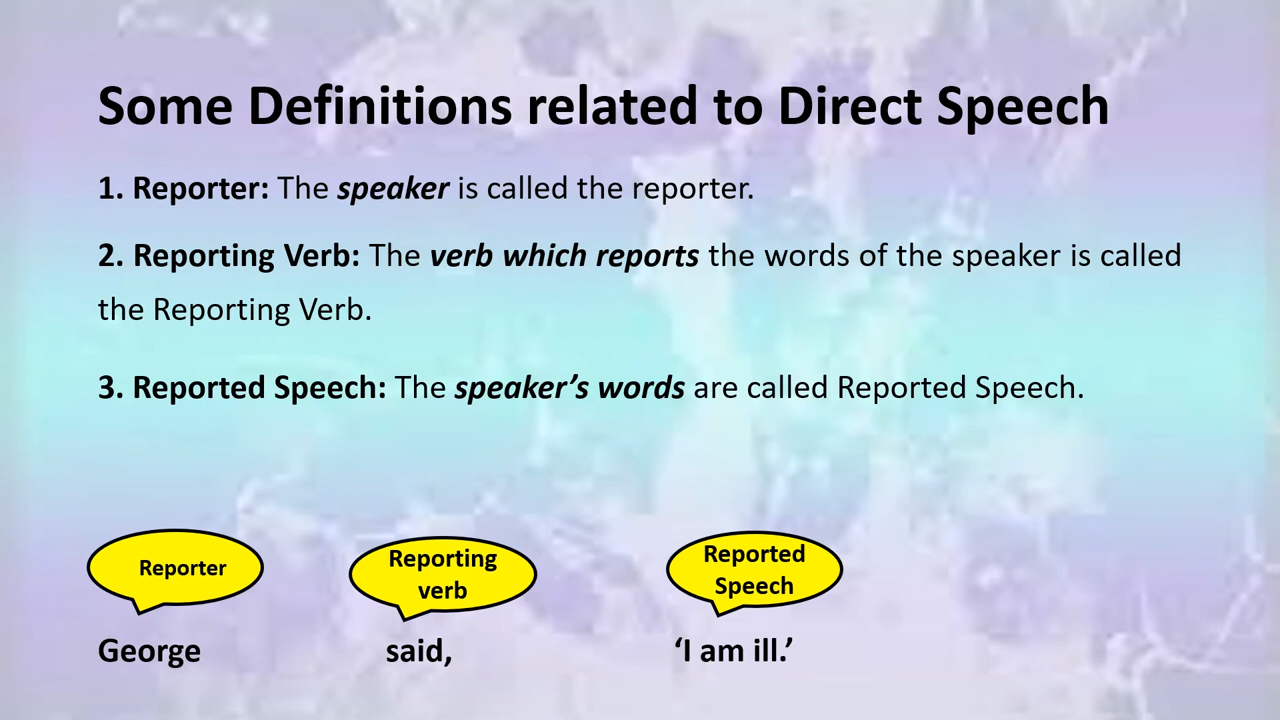 Some Definitions related to Direct Speech
1. Reporter: The speaker is called the reporter.
2. Reporting Verb: The verb which reports the words of the speaker is called
the Reporting Verb.
3. Reported Speech: The speaker’s words are called Reported Speech.
Reporter
Reporting
verb
Reported
Speech
George said, ‘I am ill.’